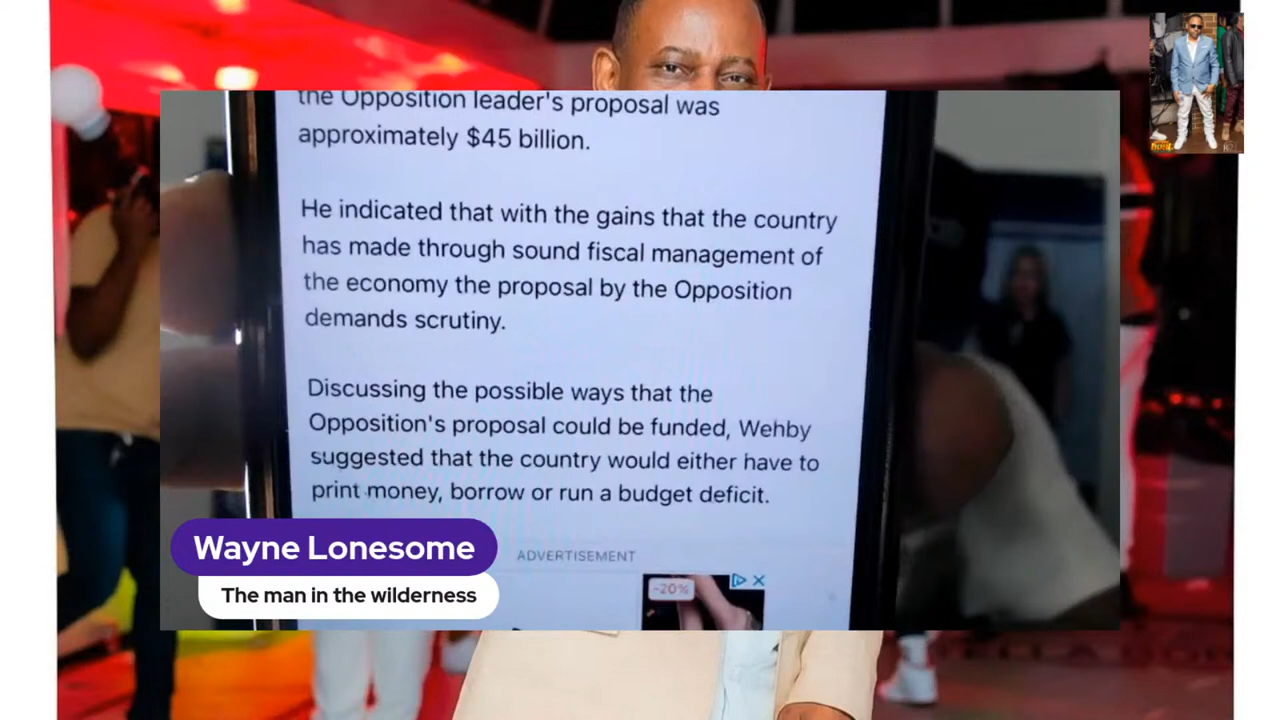 the Opposition leader's proposal was
approximately $45 billion.
He indicated that with the gains that the country
has made through sound fiscal management of
the economy the proposal by the Opposition
demands scrutiny.
Discussing the possible ways that the
Opposition's proposal could be funded, Wehby
suggested that the country would either have to
print money, borrow or run a budget deficit.
ADVERTISEMENT
-20%
Wayne Lonesome
The man in the wilderness